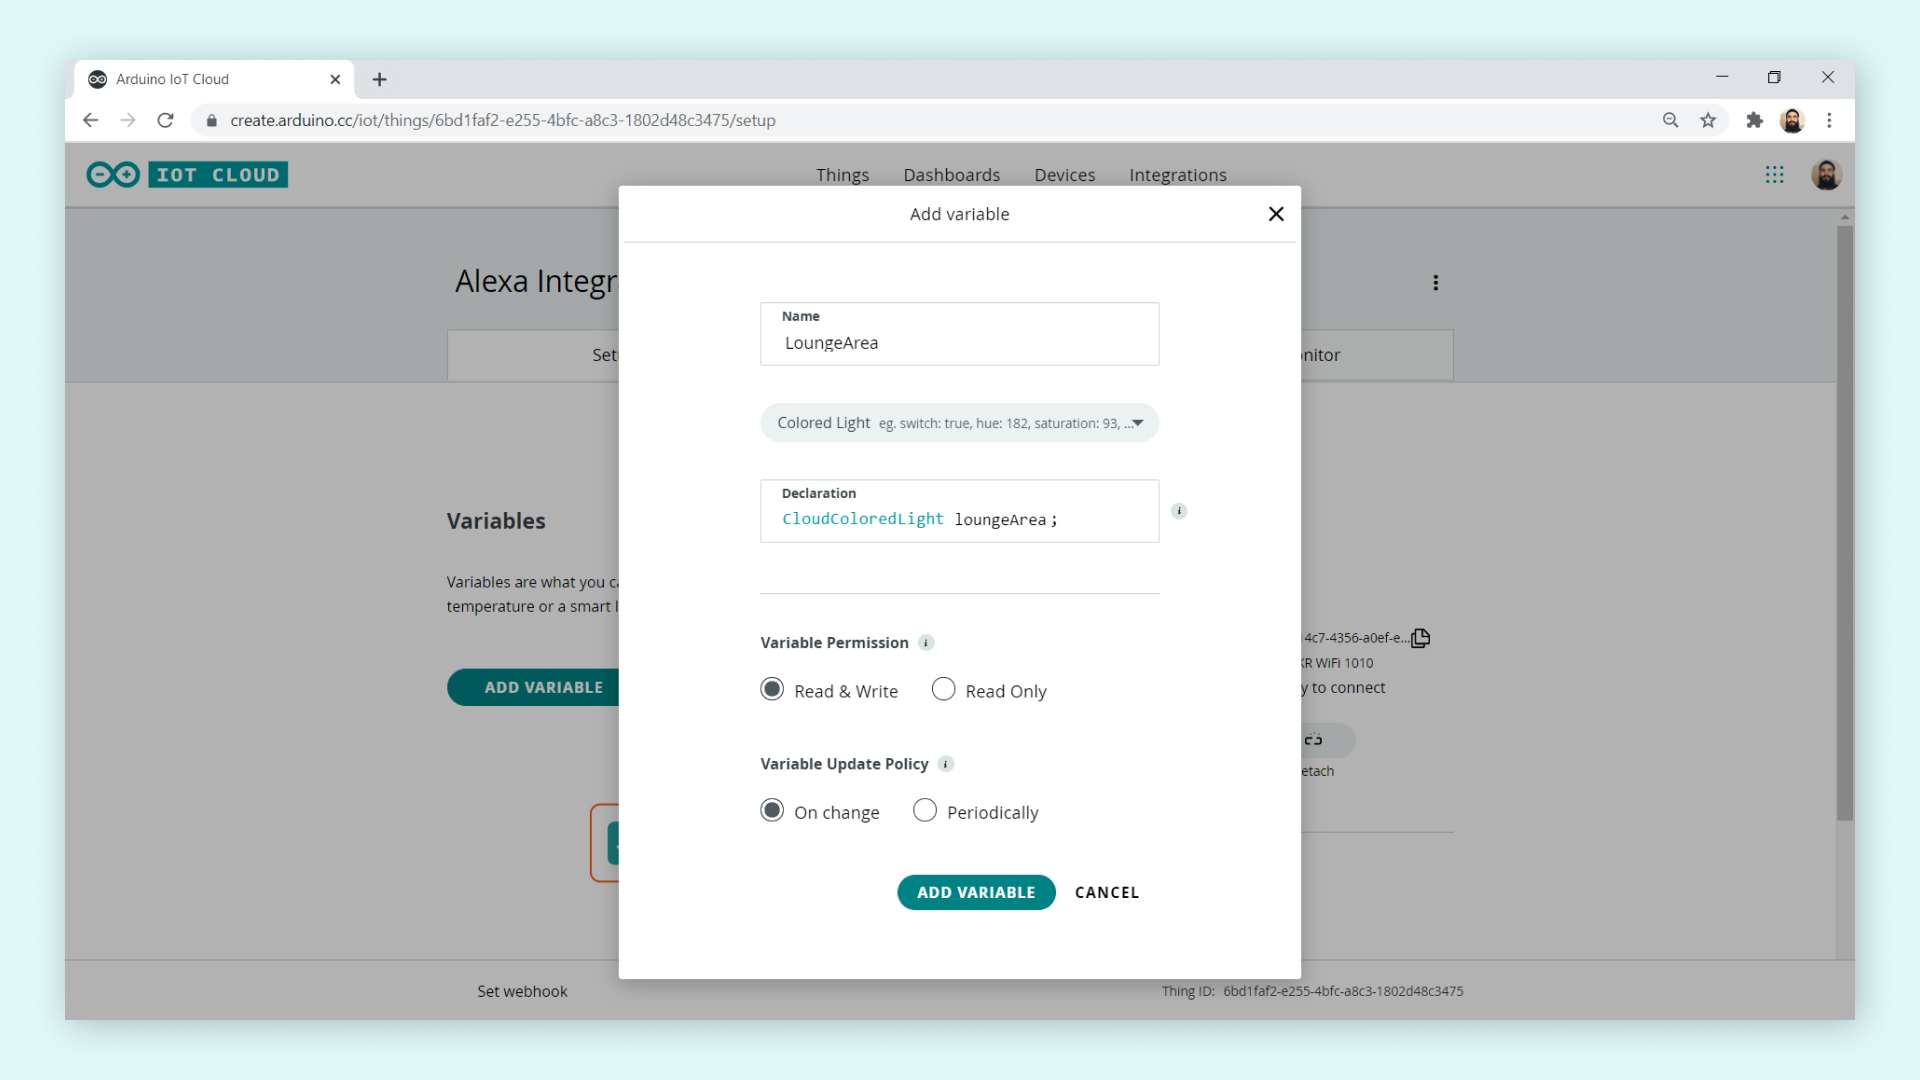 Arduino IoT Cloud
create.arduino.cc/iot/things/6bd1faf2-e255-4bfc-a8c3-1802d48c3475/setup
IOT CLOUD
Things Dashboards Devices Integrations
Add variable
Alexa Integr
Name
LoungeArea
Set
nitor
Colored Light eg. switch: true, hue: 182, saturation: 93, ...
Declaration
CloudColoredLight loungeArea;
Variables
Variables are what you ca
temperature or a smart l
Variable Permission
14c7-4356-a0ef-e...
KR WiFi 1010
ADD VARIABLE
Read & Write Read Only
y to connect
Variable Update Policy
etach
On change Periodically
ADD VARIABLE CANCEL
Set webhook
Thing ID: 6bd1faf2-e255-4bfc-a8c3-1802d48c3475